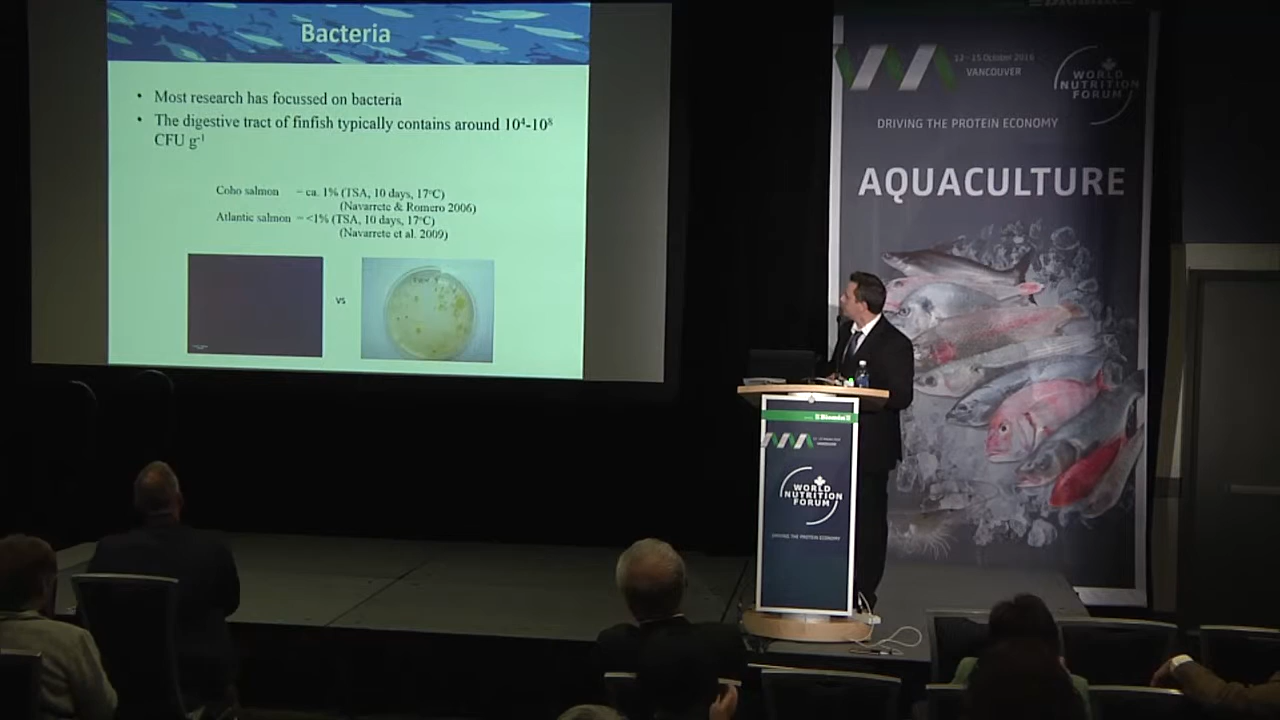 Bacteria
• Most research has focussed on bacteria
• The digestive tract of finfish typically contains around 10⁴-10⁸
CFU g⁻¹
Coho salmon – ca. 1% (TSA, 10 days, 17°C)
(Navarrete & Romero 2006)
Atlantic salmon – <1% (TSA, 10 days, 17°C)
(Navarrete et al. 2009)
vs
12 - 15 October 2016
VANCOUVER
WORLD
NUTRITION
FORUM
DRIVING THE PROTEIN ECONOMY
AQUACULTURE
Biomin
VANCOUVER
WORLD
NUTRITION
FORUM
DRIVING THE PROTEIN ECONOMY